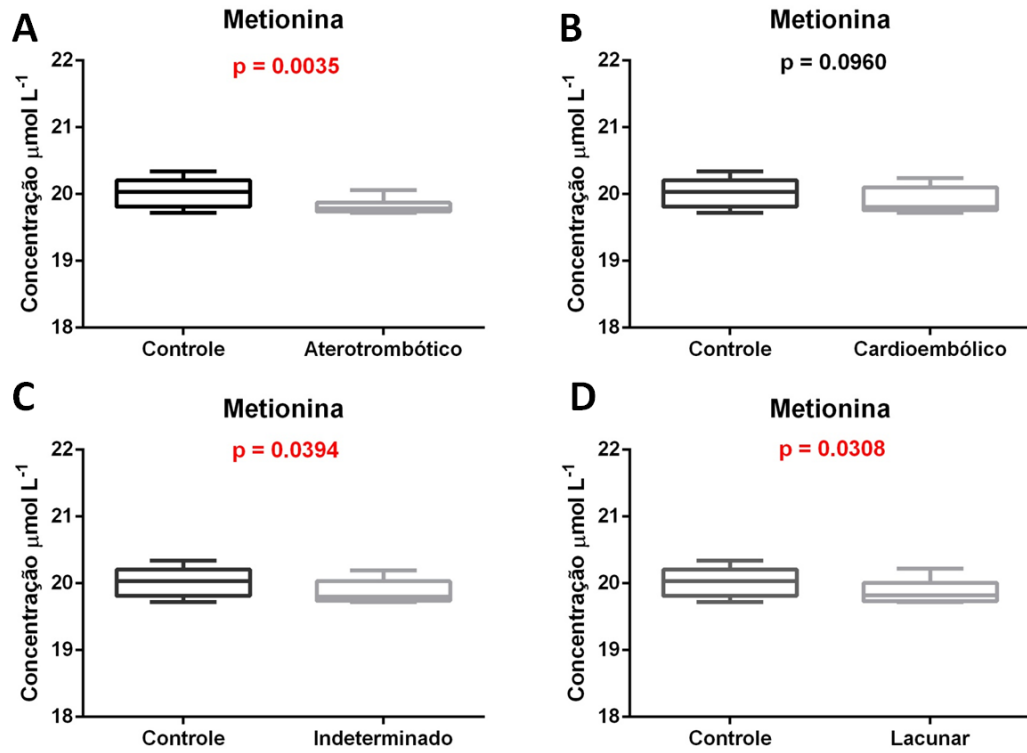 A
Metionina
p = 0.0035
Concentração µmol L⁻¹
22
21
20
19
18
Controle Aterotrombótico
B
Metionina
p = 0.0960
Concentração µmol L⁻¹
22
21
20
19
18
Controle Cardioembólico
C
Metionina
p = 0.0394
Concentração µmol L⁻¹
22
21
20
19
18
Controle Indeterminado
D
Metionina
p = 0.0308
Concentração µmol L⁻¹
22
21
20
19
18
Controle Lacunar